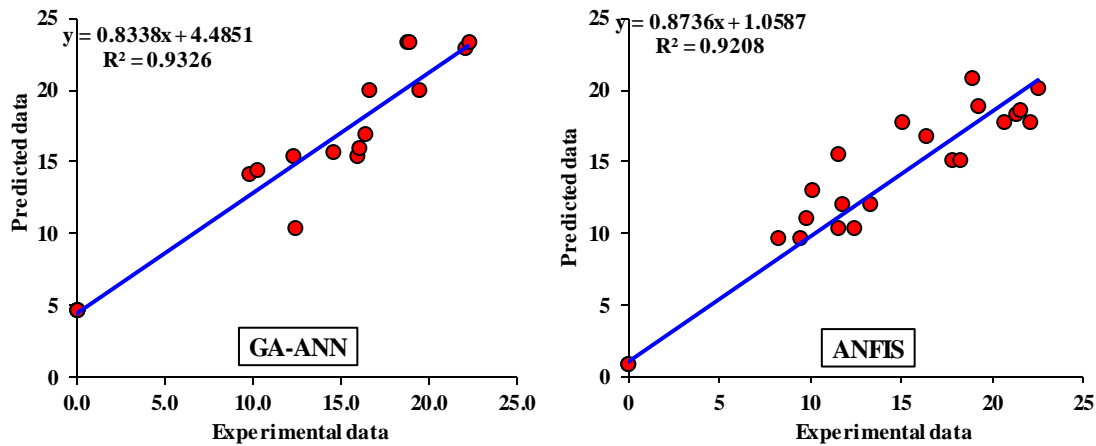 y = 0.8338x + 4.4851
R² = 0.9326
Predicted data
25
20
15
10
5
0
GA-ANN
0.0 5.0 10.0 15.0 20.0 25.0
Experimental data
y = 0.8736x + 1.0587
R² = 0.9208
Predicted data
25
20
15
10
5
0
ANFIS
0 5 10 15 20 25
Experimental data